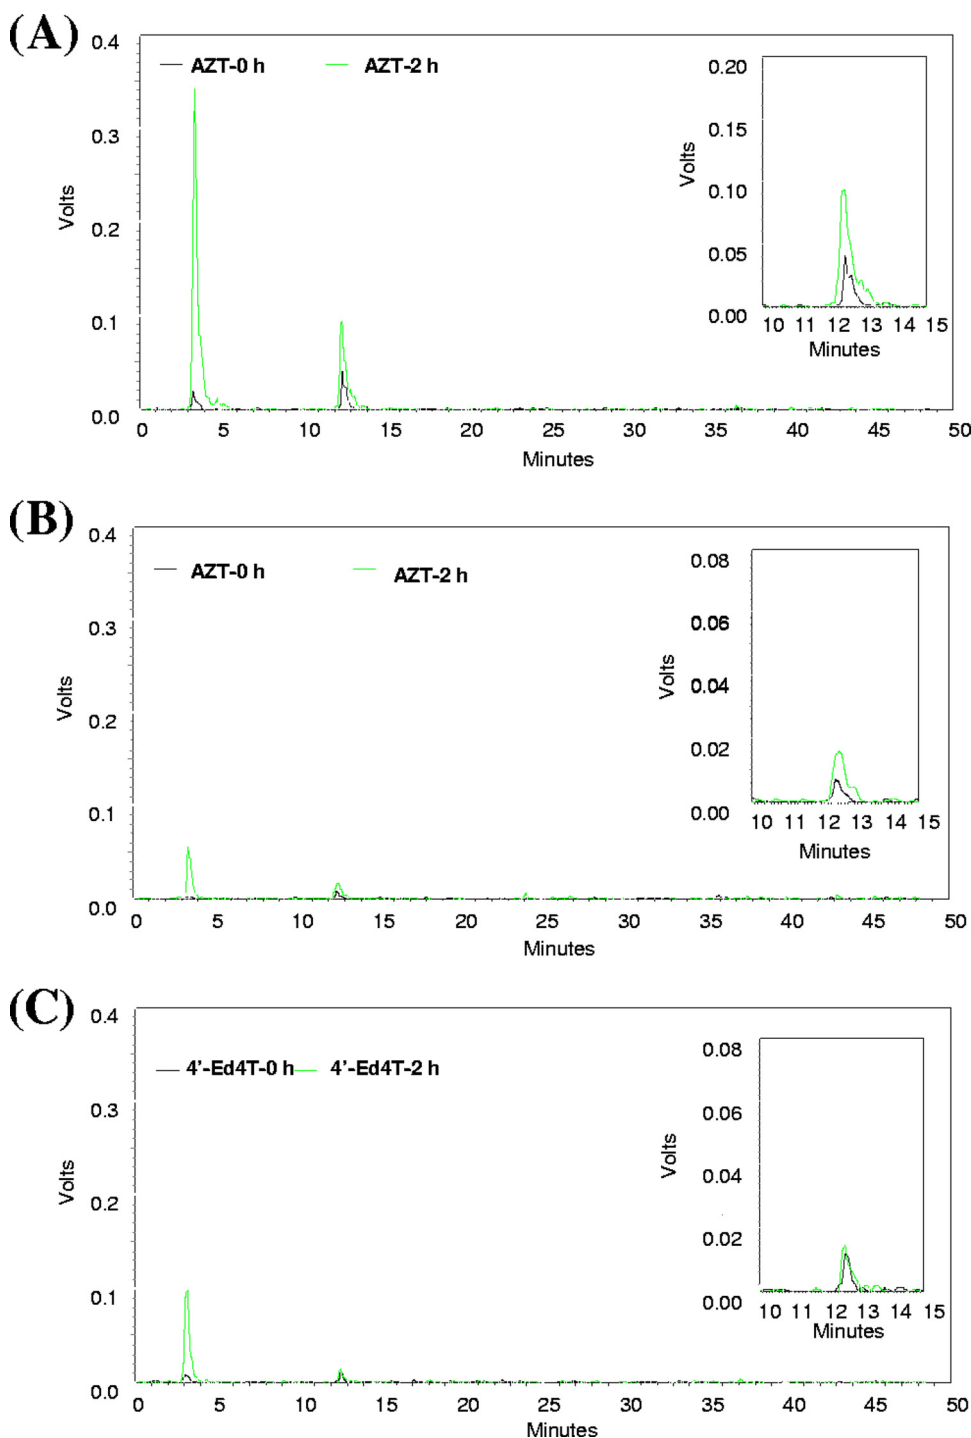 (A)
0.4
0.3
0.2
0.1
0.0
Volts
AZT-0 h AZT-2 h
0 5 10 15 20 25 30 35 40 45 50
Minutes
0.20
0.15
0.10
0.05
0.00
Volts
10 11 12 13 14 15
Minutes
(B)
0.4
0.3
0.2
0.1
0.0
Volts
AZT-0 h AZT-2 h
0 5 10 15 20 25 30 35 40 45 50
Minutes
0.08
0.06
0.04
0.02
0.00
Volts
10 11 12 13 14 15
Minutes
(C)
0.4
0.3
0.2
0.1
0.0
Volts
4'-Ed4T-0 h 4'-Ed4T-2 h
0 5 10 15 20 25 30 35 40 45 50
Minutes
0.08
0.06
0.04
0.02
0.00
Volts
10 11 12 13 14 15
Minutes